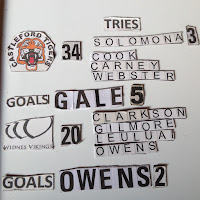 TRIES
CASTLEFORD TIGERS
34
SOLOMONA 3
COOK
CARNEY
WEBSTER
GOALS GALE 5
WIDNES VIKINGS
20
CLARKSON
GILMORE
LEULUAI
OWENS
GOALS OWENS 2